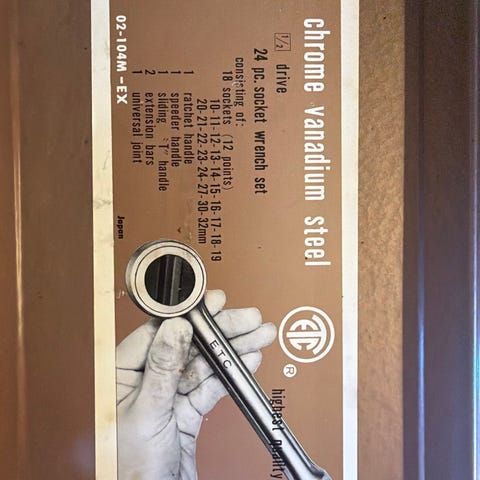 chrome vanadium steel
1/2 drive
24 pc. socket wrench set
consisting of:
18 sockets (12 points)
10-11-12-13-14-15-16-17-18-19
20-21-22-23-24-27-30-32mm
1 ratchet handle
1 speeder handle
1 sliding "T" handle
2 extension bars
1 universal joint
02-104M-EX
Japan
ETC
®
highest quality
ETC